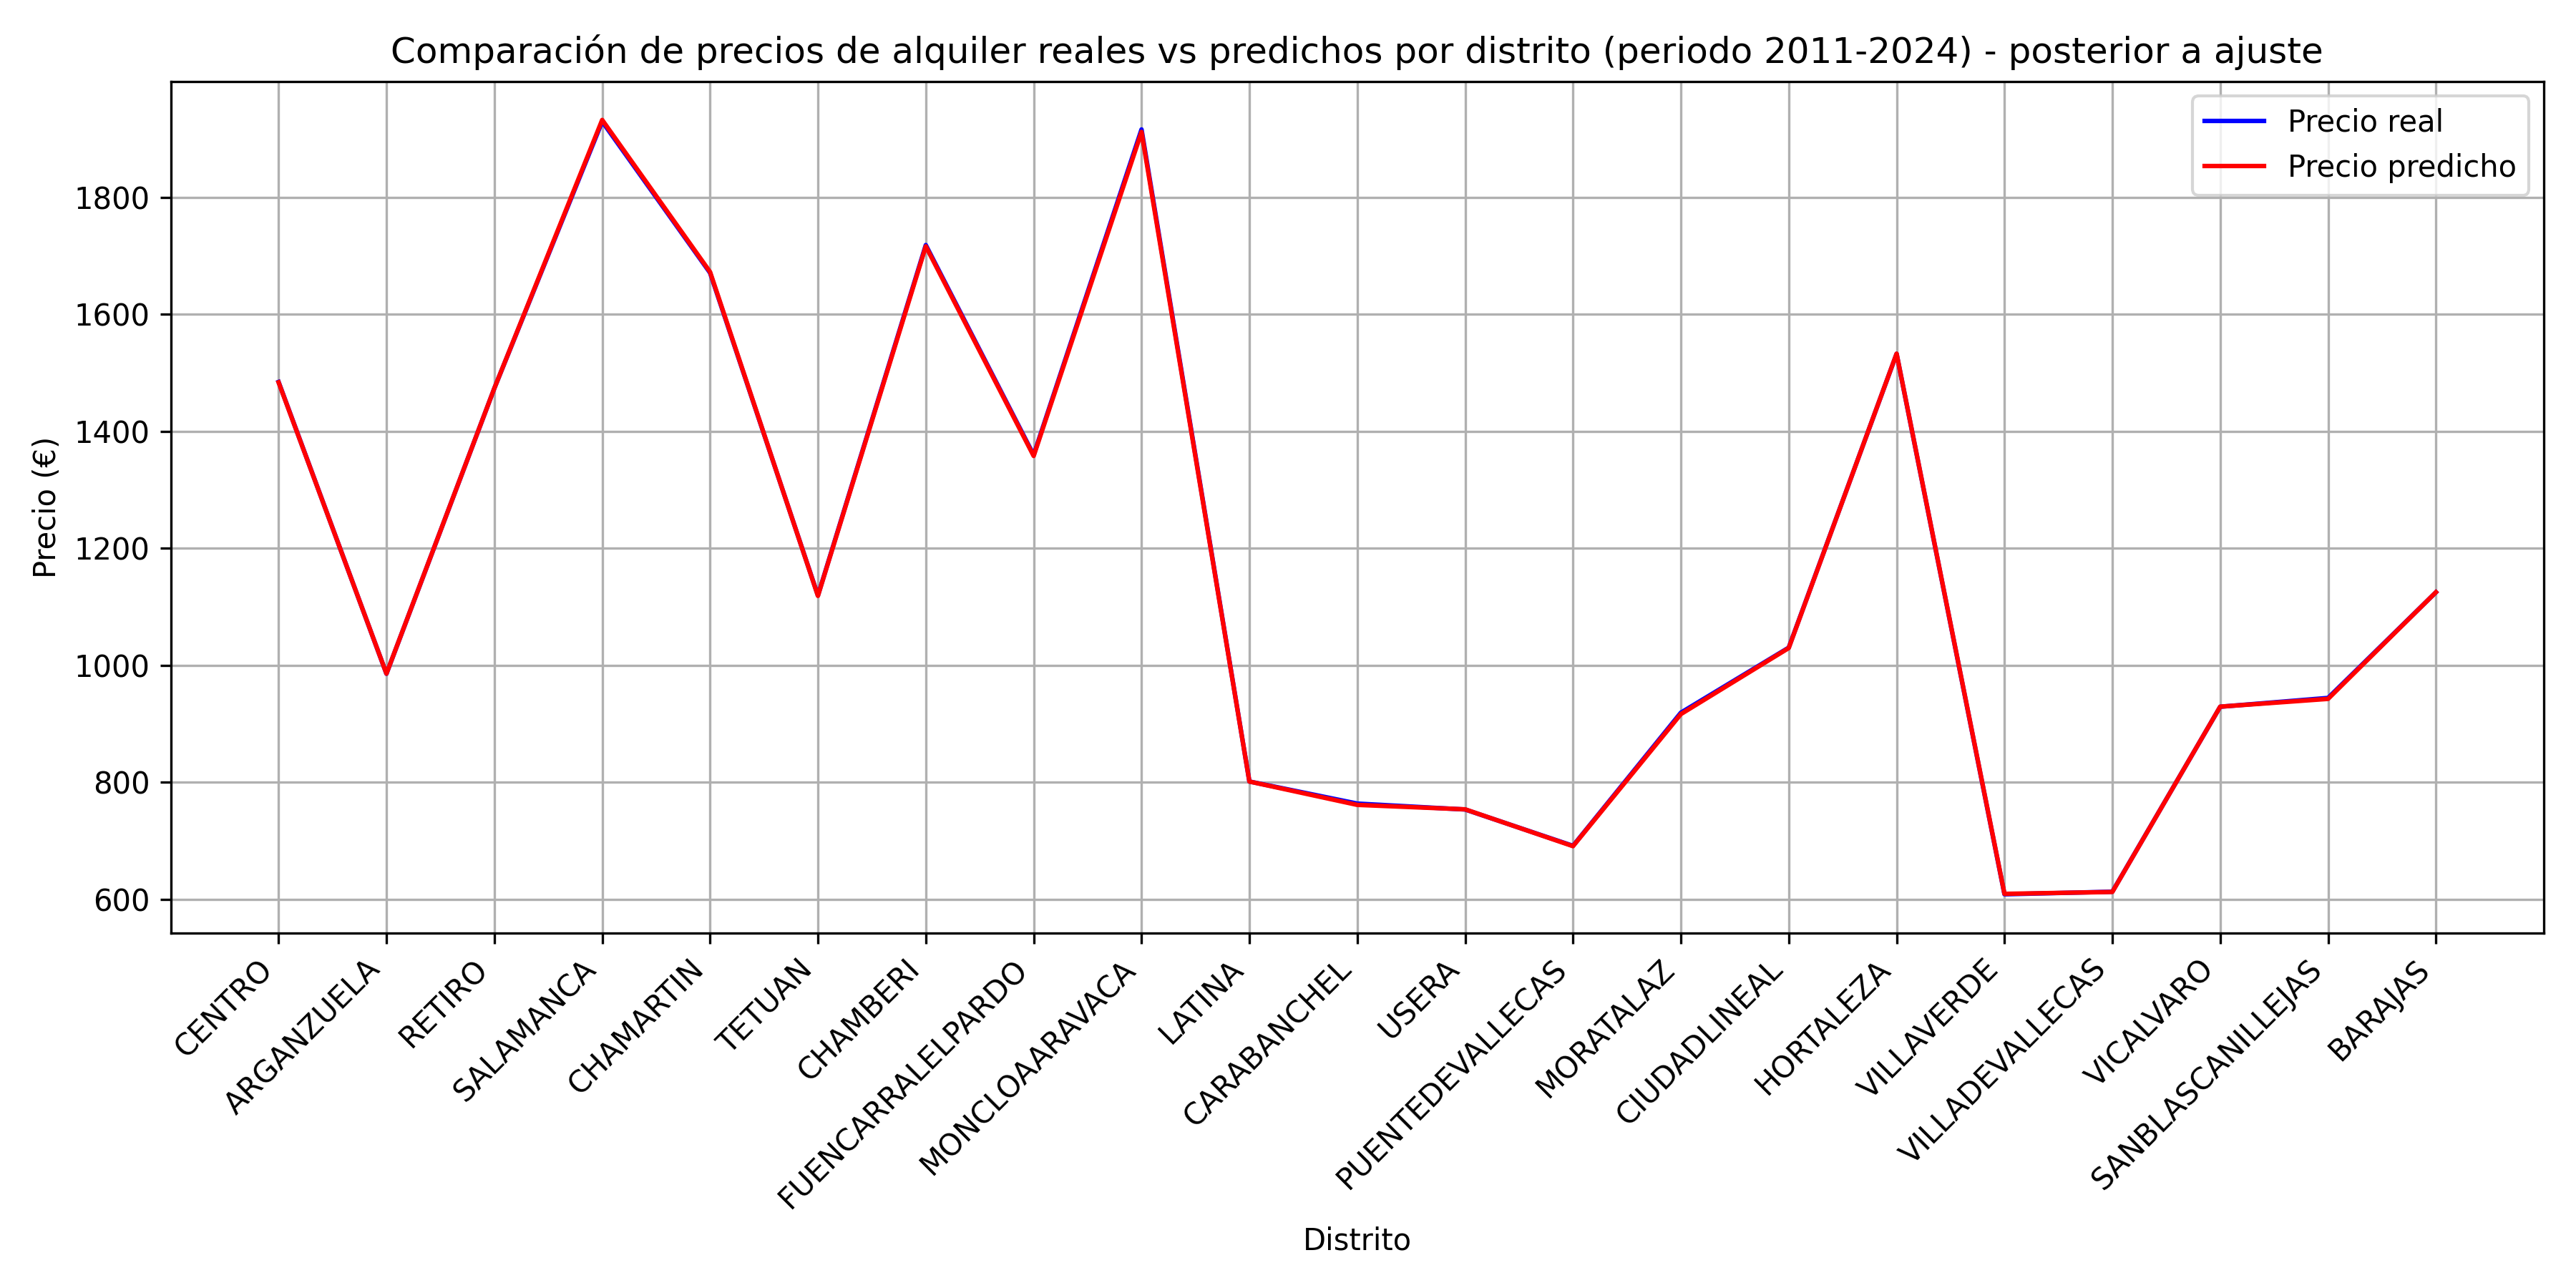 Comparación de precios de alquiler reales vs predichos por distrito (periodo 2011-2024) - posterior a ajuste
Precio real
Precio predicho
Precio (€)
1800
1600
1400
1200
1000
800
600
CENTRO
ARGANZUELA
RETIRO
SALAMANCA
CHAMARTIN
TETUAN
CHAMBERI
FUENCARRALELPARDO
MONCLOAARAVACA
LATINA
CARABANCHEL
USERA
PUENTEDEVALLECAS
MORATALAZ
CIUDADLINEAL
HORTALEZA
VILLAVERDE
VILLADEVALLECAS
VICALVARO
SANBLASCANILLEJAS
BARAJAS
Distrito